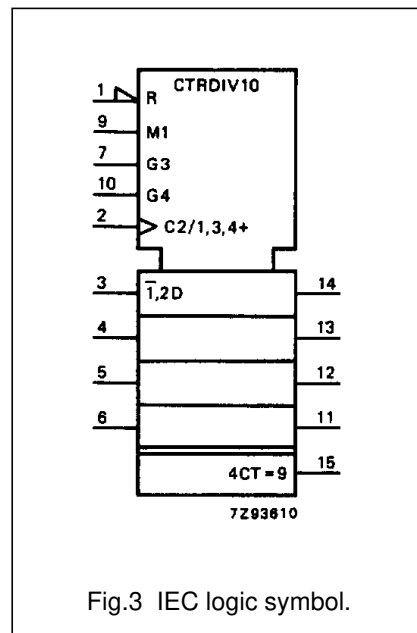 CTRDIV10
1 R
9 M1
7 G3
10 G4
2 C2/1,3,4+
3 1̅,2D 14
4 13
5 12
6 11
4CT=9 15
7Z93610
Fig.3 IEC logic symbol.